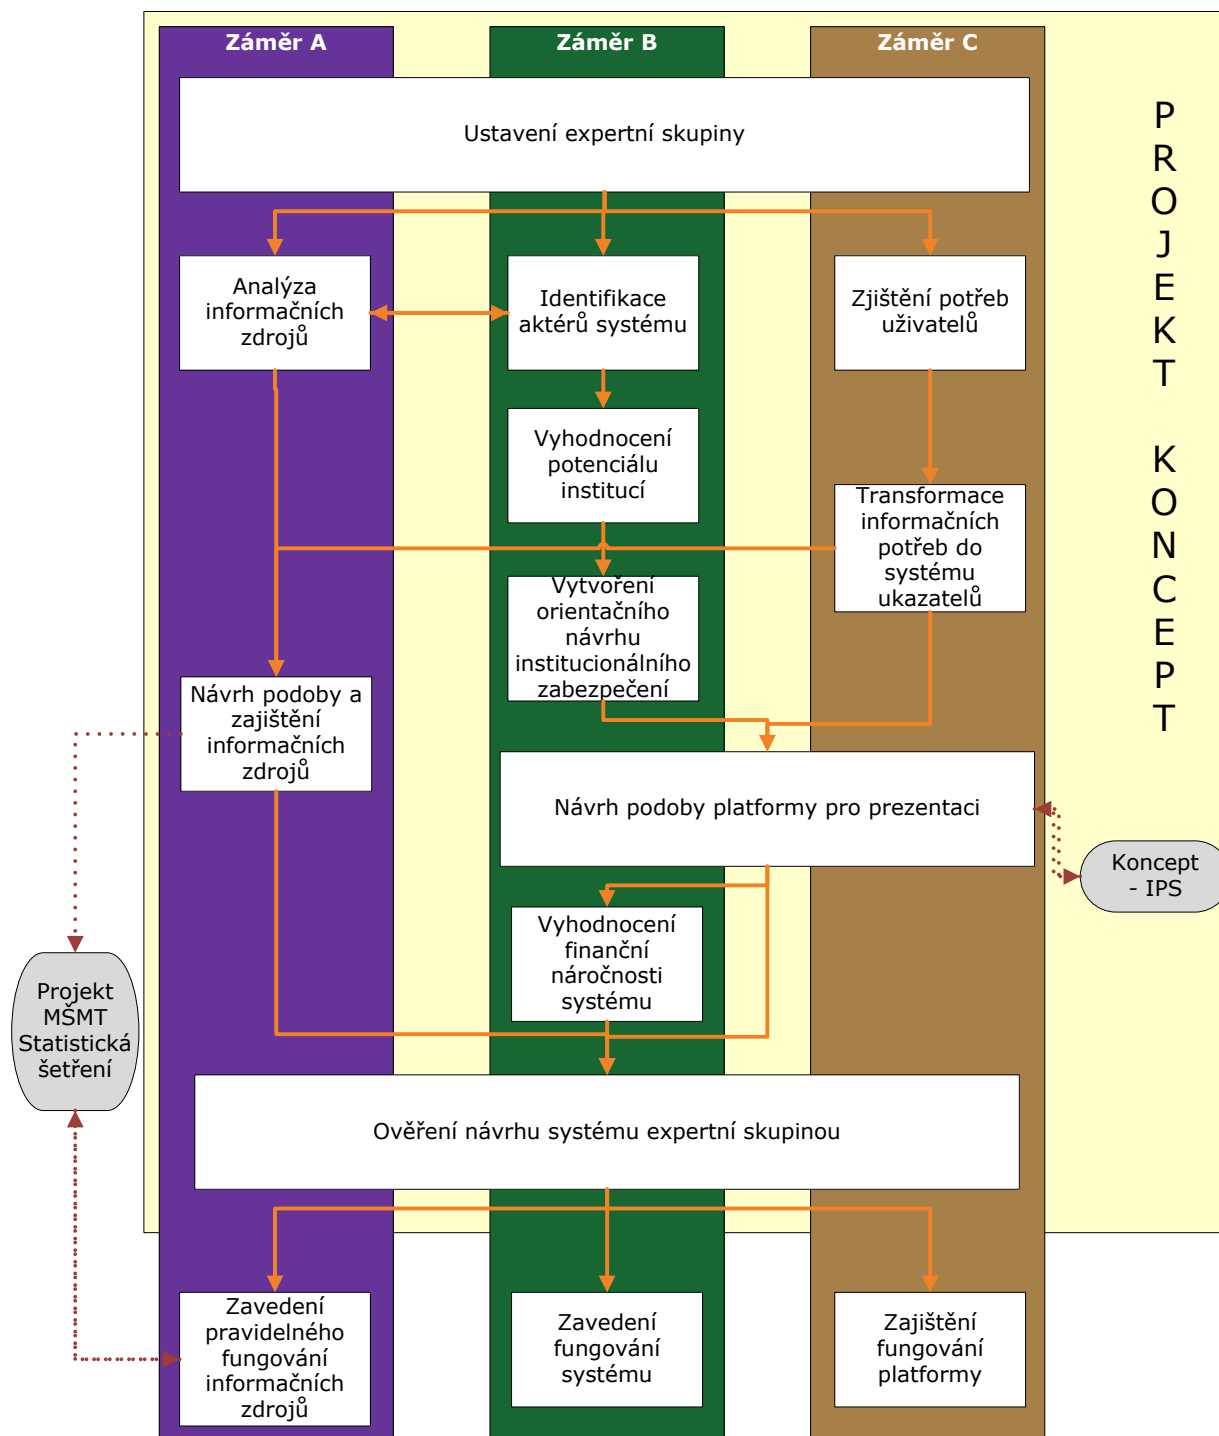 Záměr A
Záměr B
Záměr C
Ustavení expertní skupiny
Analýza
informačních
zdrojů
Identifikace
aktérů systému
Zjištění potřeb
uživatelů
Vyhodnocení
potenciálu
institucí
Transformace
informačních
potřeb do
systému
ukazatelů
Vytvoření
orientačního
návrhu
institucionálního
zabezpečení
Návrh podoby a
zajištění
informačních
zdrojů
Návrh podoby platformy pro prezentaci
Koncept
- IPS
Vyhodnocení
finanční
náročnosti
systému
Projekt
MŠMT
Statistická
šetření
Ověření návrhu systému expertní skupinou
Zavedení
pravidelného
fungování
informačních
zdrojů
Zavedení
fungování
systému
Zajištění
fungování
platformy
P
R
O
J
E
K
T
K
O
N
C
E
P
T